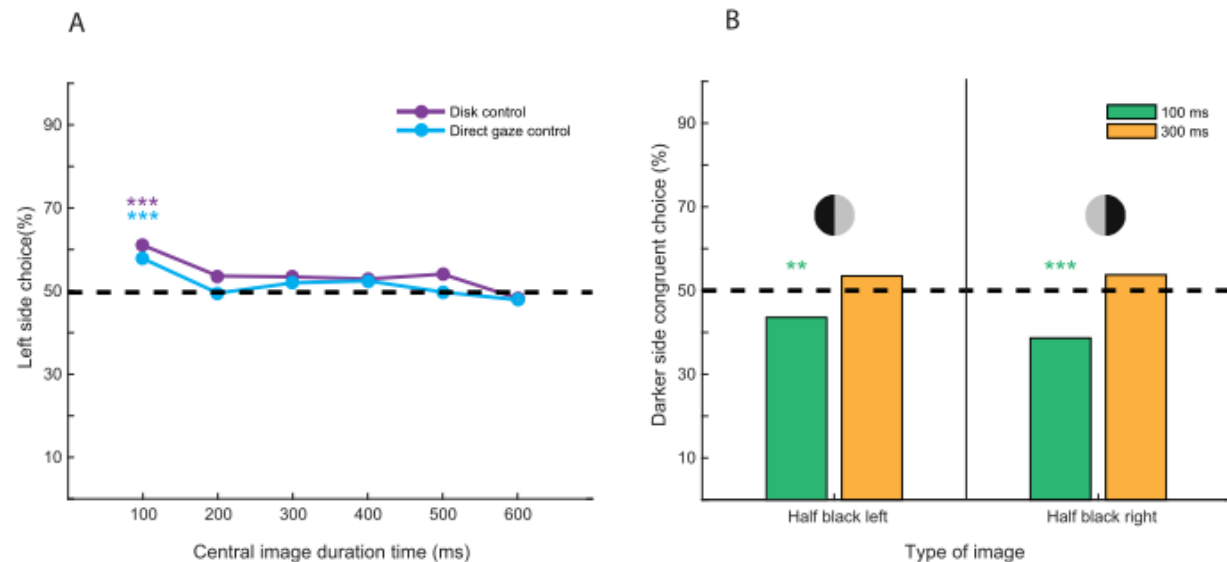 A
Left side choice(%)
90
70
50
30
10
Disk control
Direct gaze control
***
***
100 200 300 400 500 600
Central image duration time (ms)
B
Darker side congruent choice (%)
90
70
50
30
10
100 ms
300 ms
**
***
Half black left
Half black right
Type of image